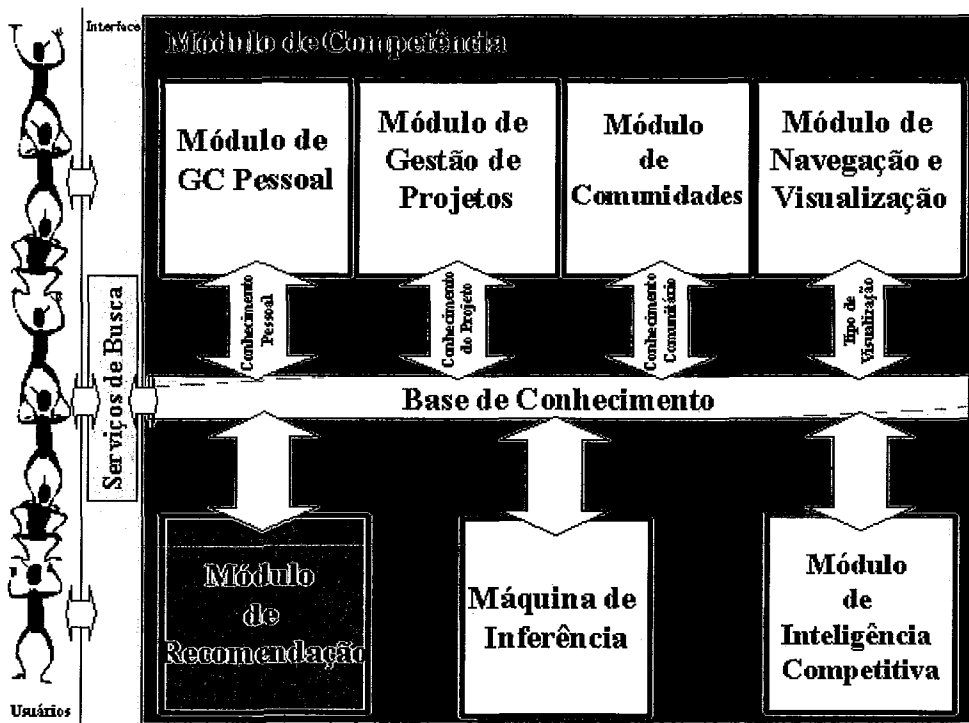 Interface
Módulo de Competência
Módulo de
GC Pessoal
Módulo de
Gestão de
Projetos
Módulo
de
Comunidades
Módulo de
Navegação e
Visualização
Conhecimento
Pessoal
Conhecimento
do Projeto
Conhecimento
Comunitário
Tipo de
Visualização
Serviços de Busca
Base de Conhecimento
Módulo
de
Recomendação
Máquina de
Inferência
Módulo
de
Inteligência
Competitiva
Usuários